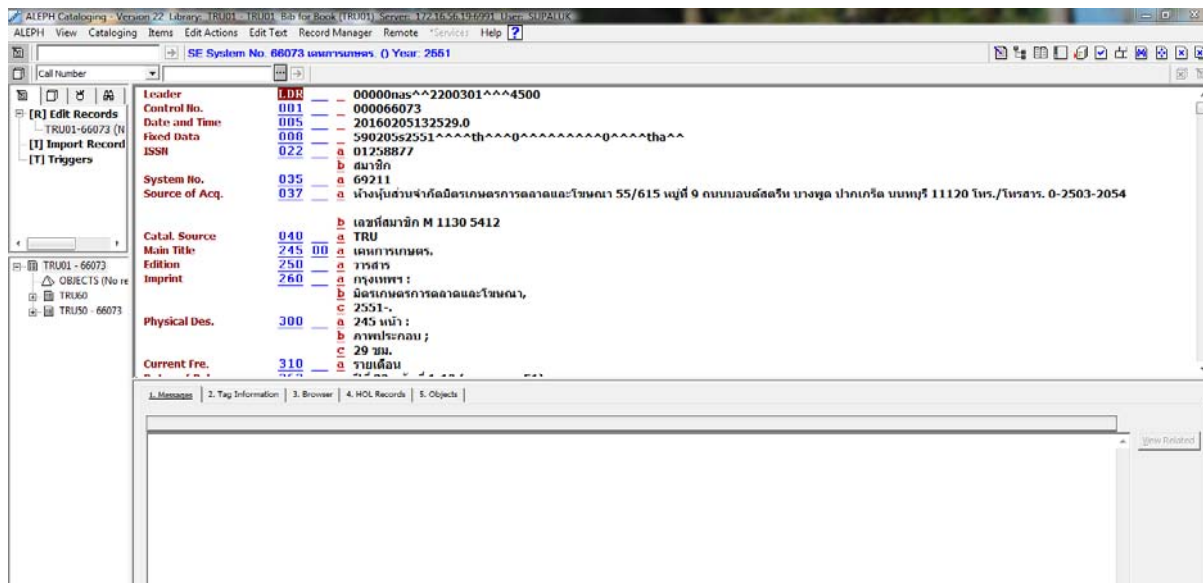 ALEPH Cataloging - Version 22 Library: TRU01 - TRU01 Bib for Book (TRU01) Server: 172.16.56.19:6991 User: SUPALUK
ALEPH View Cataloging Items Edit Actions Edit Text Record Manager Remote *Services Help ?
SE System No. 66073 เคหการเกษตร. () Year: 2551
Call Number
Leader LDR 00000nas^^2200301^^^4500
[R] Edit Records
Control No. 001 000066073
TRU01-66073 (N
Date and Time 005 20160205132529.0
[I] Import Record
Fixed Data 008 590205s2551^^^^th^^^0^^^^^^^^^0^^^^tha^^
[T] Triggers
ISSN 022 a 01258877
b สมาชิก
System No. 035 a 69211
Source of Acq. 037 a ห้างหุ้นส่วนจำกัดมิตรเกษตรการตลาดและโฆษณา 55/615 หมู่ที่ 9 ถนนบอนด์สตรีท บางพูด ปากเกร็ด นนทบุรี 11120 โทร./โทรสาร. 0-2503-2054
b เลขที่สมาชิก M 1130 5412
Catal. Source 040 a TRU
Main Title 245 00 a เคหการเกษตร.
Edition 250 a วารสาร
Imprint 260 a กรุงเทพฯ :
b มิตรเกษตรการตลาดและโฆษณา,
c 2551-.
Physical Des. 300 a 245 หน้า :
b ภาพประกอบ ;
c 29 ซม.
Current Fre. 310 a รายเดือน
TRU01 - 66073
OBJECTS (No re
TRU60
TRU50 - 66073
1. Messages 2. Tag Information 3. Browser 4. HOL Records 5. Objects
View Related